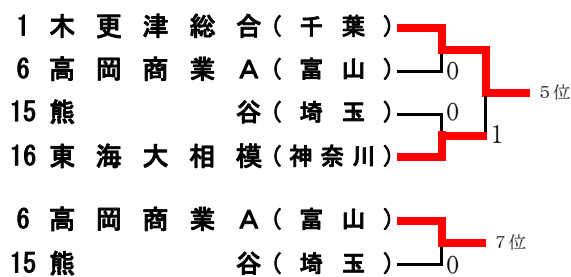 1 木更津総合(千葉)
6 高岡商業A(富山) 0
5位
15 熊谷(埼玉) 0
1
16 東海大相模(神奈川)
6 高岡商業A(富山)
7位
15 熊谷(埼玉) 0